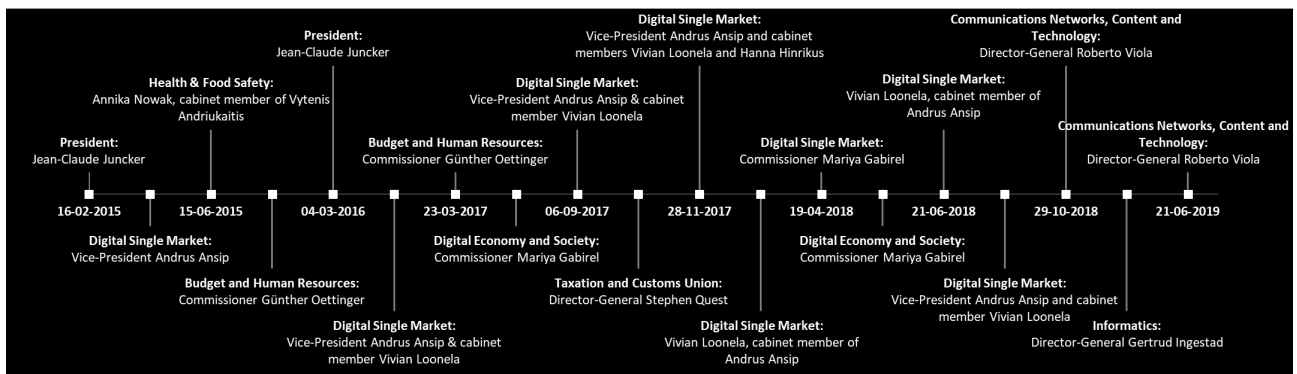 Digital Single Market:
Vice-President Andrus Ansip and cabinet
members Vivian Loonela and Hanna Hinrikus
Communications Networks, Content and
Technology:
Director-General Roberto Viola
President:
Jean-Claude Juncker
Health & Food Safety:
Annika Nowak, cabinet member of Vytenis
Andriukaitis
Digital Single Market:
Vice-President Andrus Ansip & cabinet
member Vivian Loonela
Digital Single Market:
Vivian Loonela, cabinet member of
Andrus Ansip
President:
Jean-Claude Juncker
Budget and Human Resources:
Commissioner Günther Oettinger
Digital Single Market:
Commissioner Mariya Gabirel
Communications Networks, Content and
Technology:
Director-General Roberto Viola
16-02-2015 15-06-2015 04-03-2016 23-03-2017 06-09-2017 28-11-2017 19-04-2018 21-06-2018 29-10-2018 21-06-2019
Digital Single Market:
Vice-President Andrus Ansip
Digital Economy and Society:
Commissioner Mariya Gabirel
Digital Economy and Society:
Commissioner Mariya Gabirel
Budget and Human Resources:
Commissioner Günther Oettinger
Taxation and Customs Union:
Director-General Stephen Quest
Digital Single Market:
Vice-President Andrus Ansip and cabinet
member Vivian Loonela
Digital Single Market:
Vice-President Andrus Ansip & cabinet
member Vivian Loonela
Digital Single Market:
Vivian Loonela, cabinet member of
Andrus Ansip
Informatics:
Director-General Gertrud Ingestad